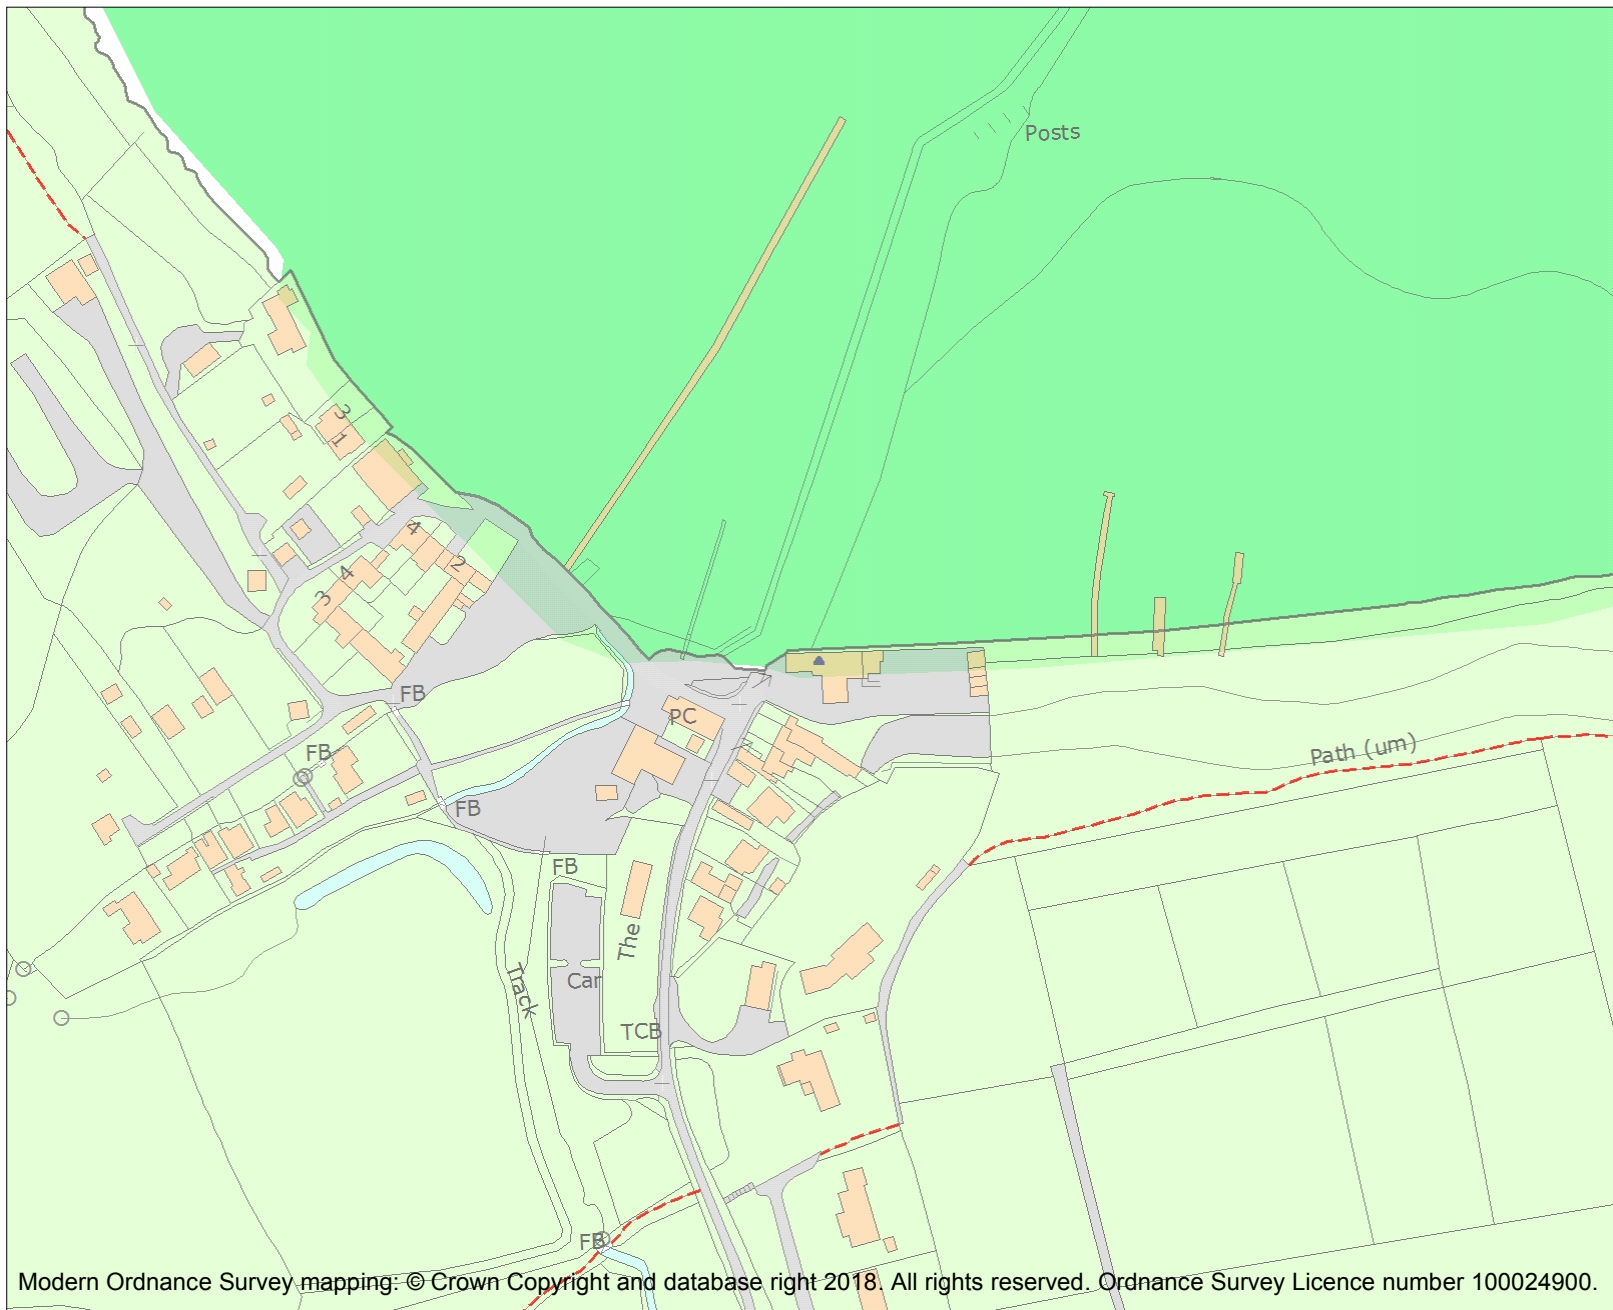 Posts
3
1
4
2
4
3
FB
PC
FB
Path (um)
FB
FB
The
Car
Track
TCB
FB
Modern Ordnance Survey mapping: © Crown Copyright and database right 2018. All rights reserved. Ordnance Survey Licence number 100024900.